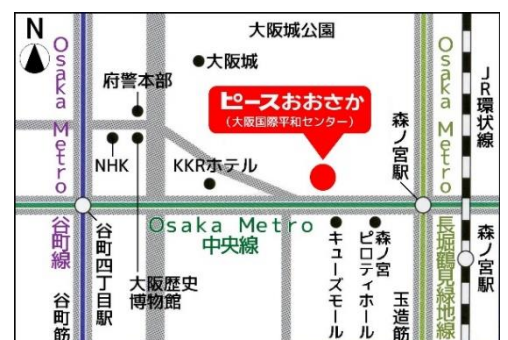 N
大阪城公園
大阪城
府警本部
ピースおおさか
(大阪国際平和センター)
Osaka Metro
谷町線
NHK
KKRホテル
森ノ宮駅
Osaka Metro
長堀鶴見緑地線
JR環状線
Osaka Metro
中央線
谷町四丁目駅
大阪歴史
博物館
キューズモール
森ノ宮
ピロティホール
森ノ宮駅
谷町筋
玉造筋